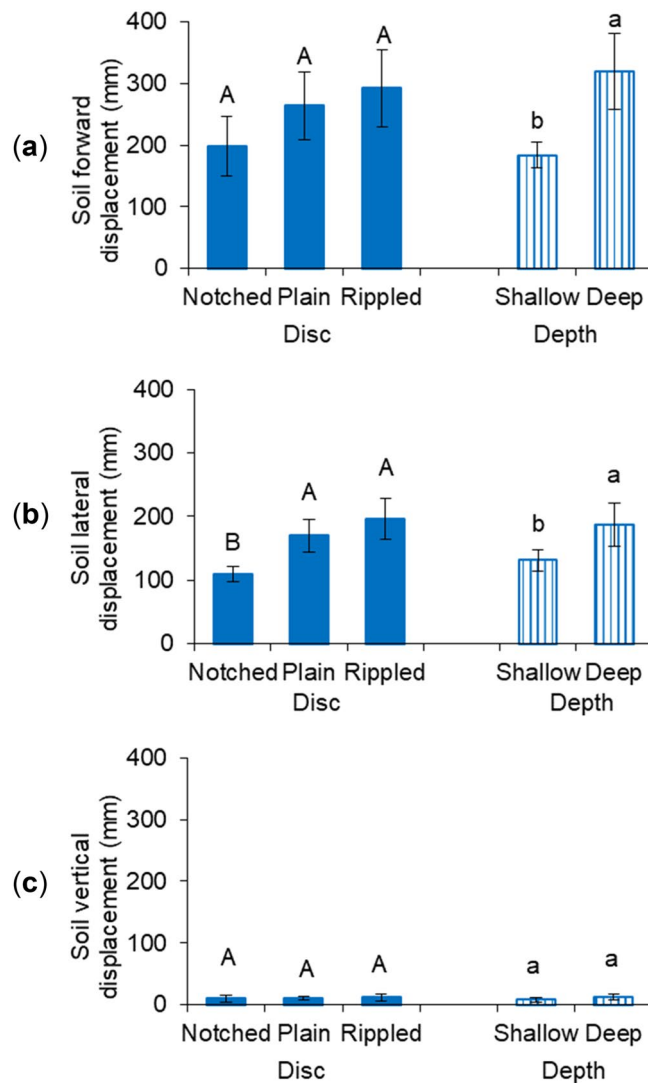 (a)
Soil forward
displacement (mm)
400
300
200
100
0
A
A
A
b
a
Notched Plain Rippled
Shallow Deep
Disc
Depth
(b)
Soil lateral
displacement (mm)
400
300
200
100
0
B
A
A
b
a
Notched Plain Rippled
Shallow Deep
Disc
Depth
(c)
Soil vertical
displacement (mm)
400
300
200
100
0
A
A
A
a
a
Notched Plain Rippled
Shallow Deep
Disc
Depth